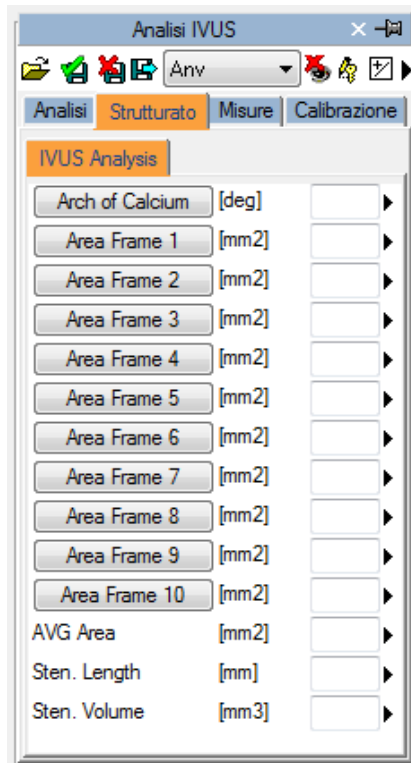 Analisi IVUS
Anv
Analisi Strutturato Misure Calibrazione
IVUS Analysis
Arch of Calcium [deg]
Area Frame 1 [mm2]
Area Frame 2 [mm2]
Area Frame 3 [mm2]
Area Frame 4 [mm2]
Area Frame 5 [mm2]
Area Frame 6 [mm2]
Area Frame 7 [mm2]
Area Frame 8 [mm2]
Area Frame 9 [mm2]
Area Frame 10 [mm2]
AVG Area [mm2]
Sten. Length [mm]
Sten. Volume [mm3]